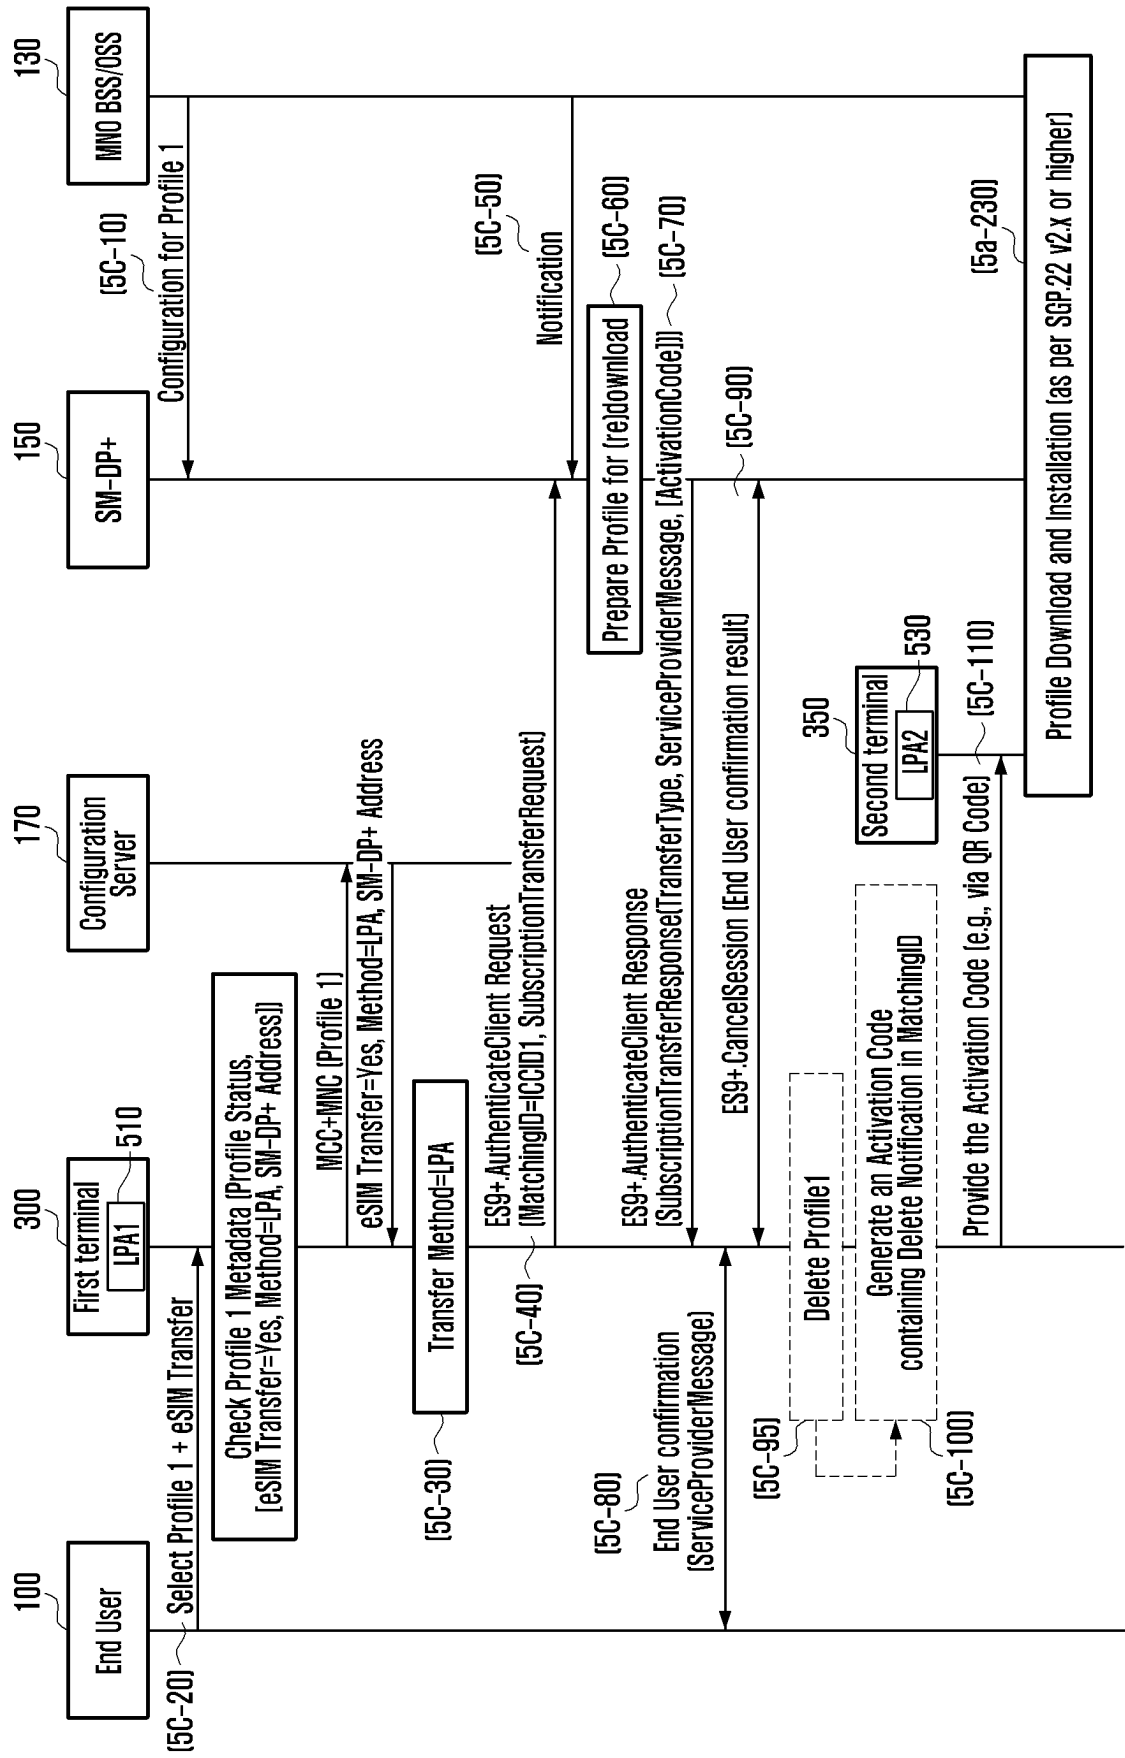 100
End User
300
First terminal
LPA1
510
170
Configuration
Server
150
SM-DP+
130
MNO BSS/OSS
(5C-10)
Configuration for Profile 1
(5C-20)
Select Profile 1 + eSIM Transfer
Check Profile 1 Metadata (Profile Status,
[eSIM Transfer=Yes, Method=LPA, SM-DP+ Address])
MCC+MNC (Profile 1)
eSIM Transfer=Yes, Method=LPA, SM-DP+ Address
Transfer Method=LPA
(5C-30)
ES9+.AuthenticateClient Request
(MatchingID=ICCID1, SubscriptionTransferRequest)
(5C-40)
(5C-50)
Notification
Prepare Profile for (re)download
(5C-60)
ES9+.AuthenticateClient Response
(SubscriptionTransferResponse(TransferType, ServiceProviderMessage, [ActivationCode]))
(5C-70)
(5C-80)
End User confirmation
(ServiceProviderMessage)
ES9+.CancelSession (End User confirmation result)
(5C-90)
Delete Profile1
(5C-95)
Generate an Activation Code
containing Delete Notification in MatchingID
(5C-100)
350
Second terminal
LPA2
530
Provide the Activation Code (e.g., via QR Code)
(5C-110)
Profile Download and Installation (as per SGP.22 v2.x or higher)
(5a-230)